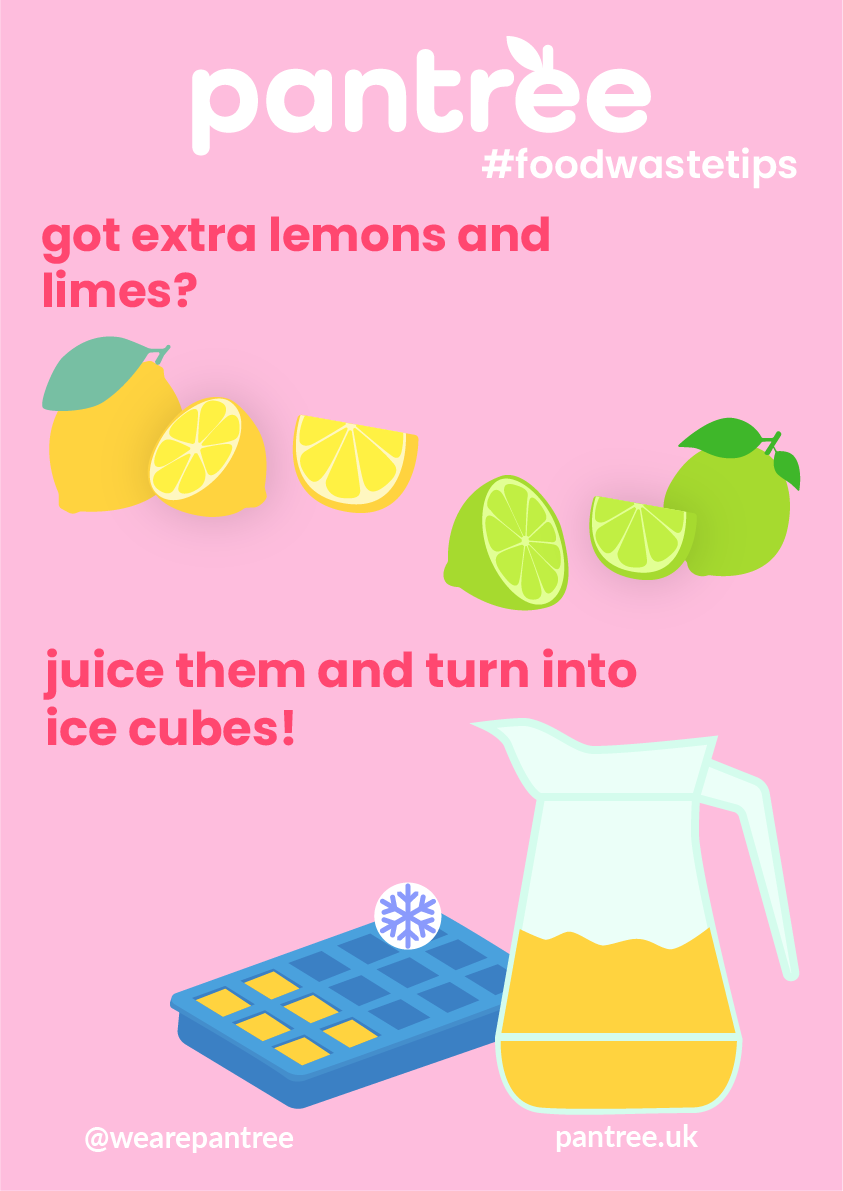 pantree
#foodwastetips
got extra lemons and
limes?
juice them and turn into
ice cubes!
@wearepantree
pantree.uk